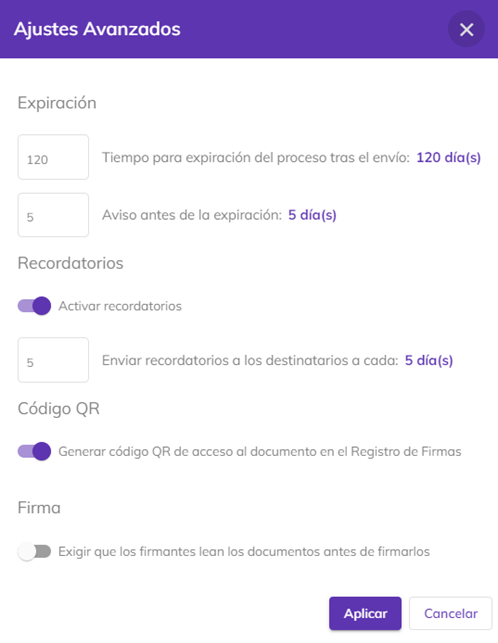 Ajustes Avanzados
Expiración
120 Tiempo para expiración del proceso tras el envío: 120 día(s)
5 Aviso antes de la expiración: 5 día(s)
Recordatorios
Activar recordatorios
5 Enviar recordatorios a los destinatarios a cada: 5 día(s)
Código QR
Generar código QR de acceso al documento en el Registro de Firmas
Firma
Exigir que los firmantes lean los documentos antes de firmarlos
Aplicar Cancelar